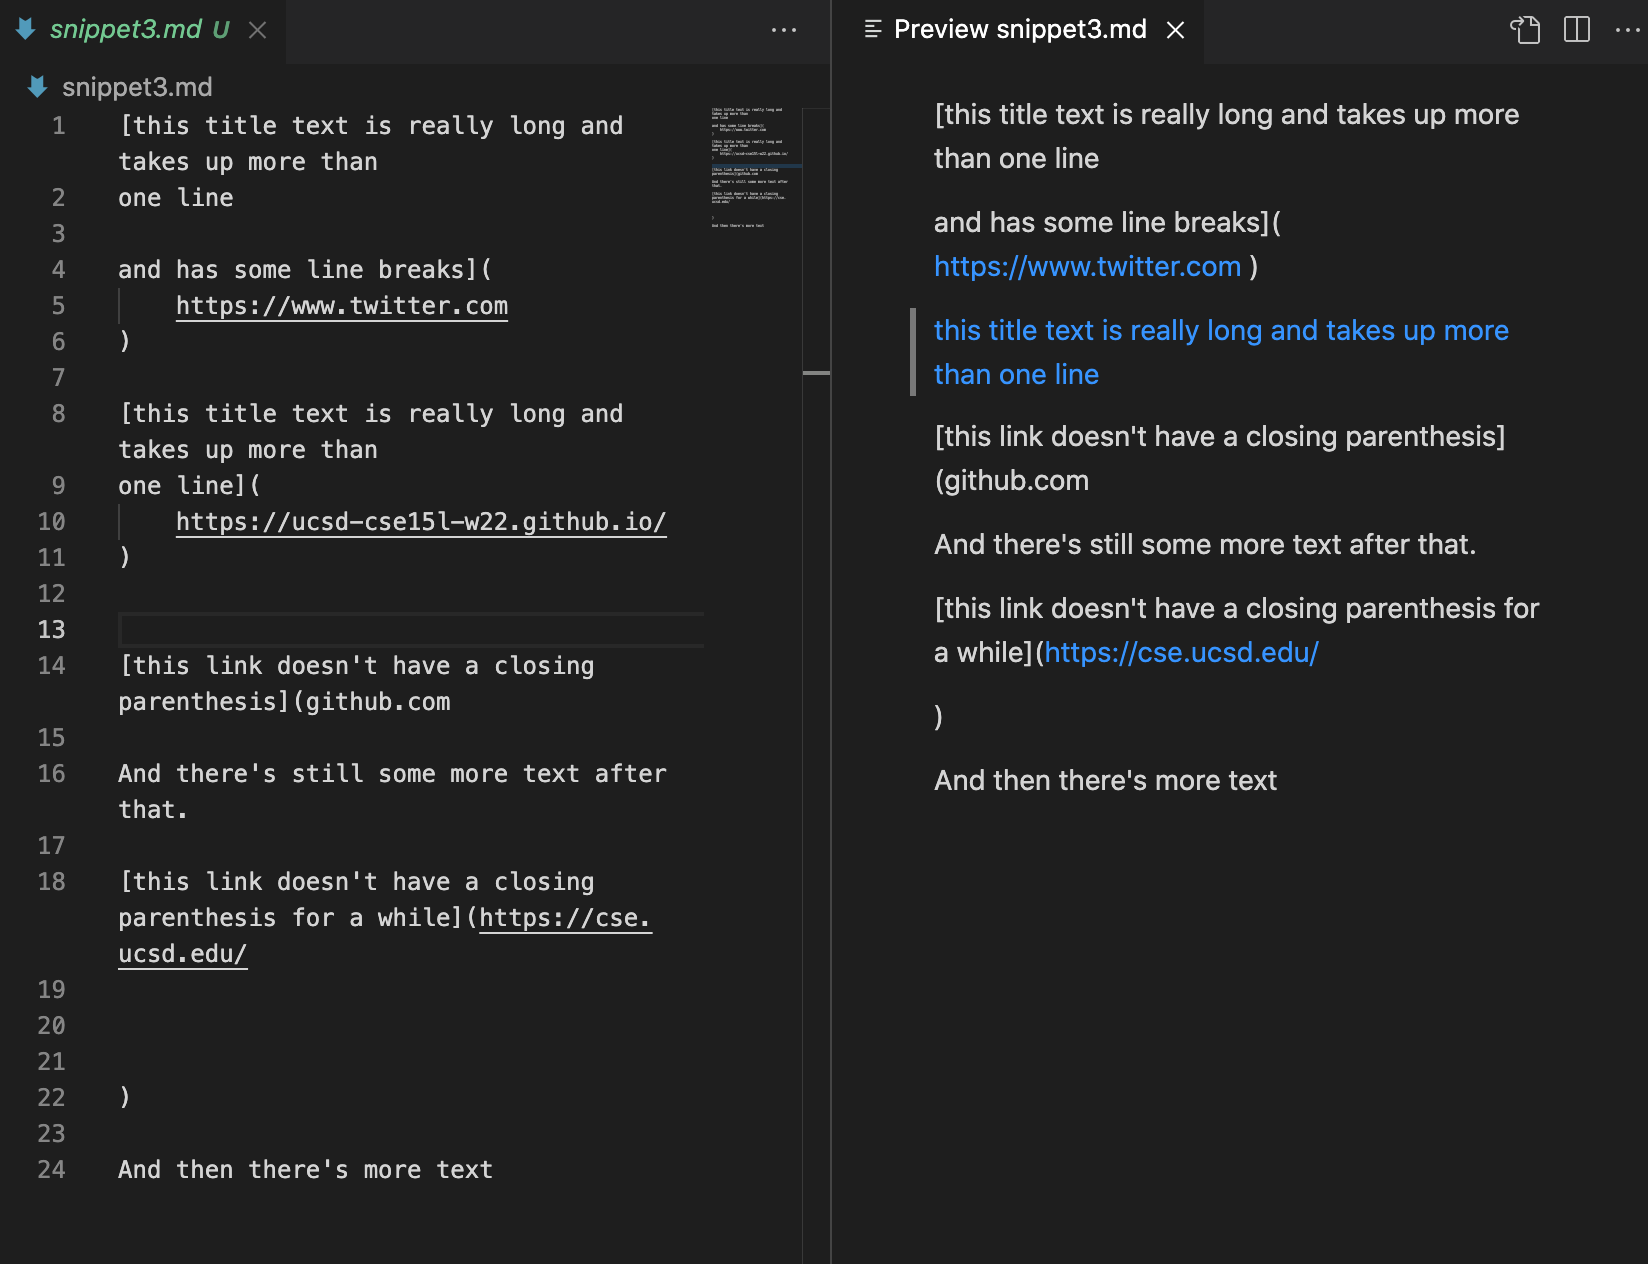 snippet3.md U
snippet3.md
1 [this title text is really long and
takes up more than
2 one line
3
4 and has some line breaks](
5 https://www.twitter.com
6 )
7
8 [this title text is really long and
takes up more than
9 one line](
10 https://ucsd-cse15l-w22.github.io/
11 )
12
13
14 [this link doesn't have a closing
parenthesis](github.com
15
16 And there's still some more text after
that.
17
18 [this link doesn't have a closing
parenthesis for a while](https://cse.
ucsd.edu/
19
20
21
22 )
23
24 And then there's more text
Preview snippet3.md
[this title text is really long and takes up more
than one line
and has some line breaks](
https://www.twitter.com )
this title text is really long and takes up more
than one line
[this link doesn't have a closing parenthesis]
(github.com
And there's still some more text after that.
[this link doesn't have a closing parenthesis for
a while](https://cse.ucsd.edu/
)
And then there's more text